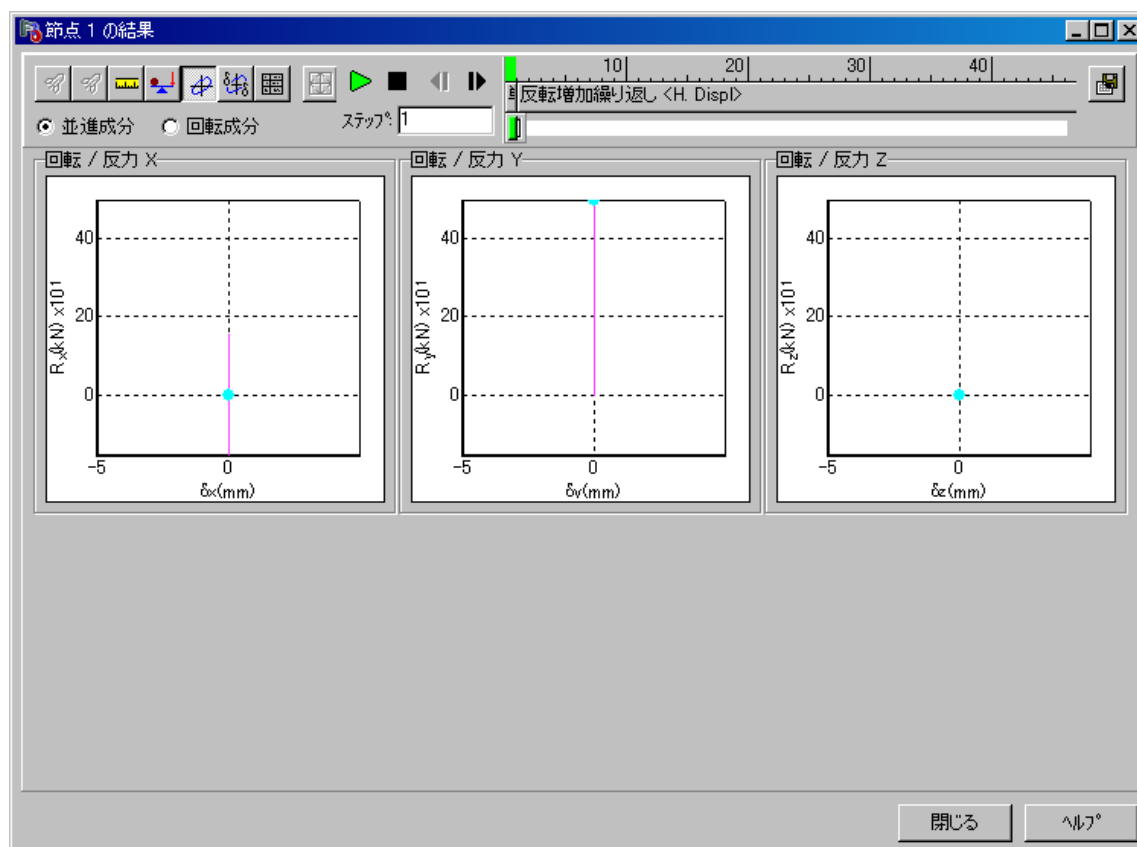 節点 1 の結果
10 20 30 40
反転増加繰り返し <H. Displ>
並進成分 回転成分 ステップ: 1
回転 / 反力 X
40
20
0
Rx(kN) x10¹
-5 0
δx(mm)
回転 / 反力 Y
40
20
0
Ry(kN) x10¹
-5 0
δy(mm)
回転 / 反力 Z
40
20
0
Rz(kN) x10¹
-5 0
δz(mm)
閉じる ヘルプ